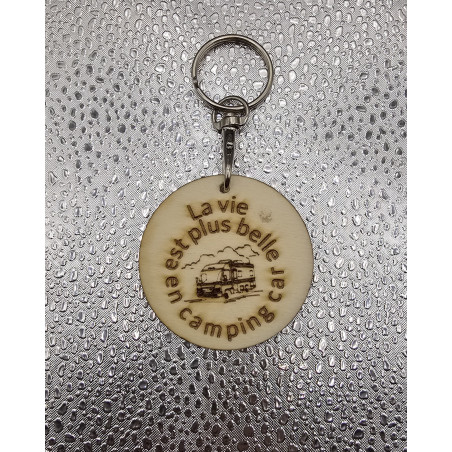 La vie
est plus belle
en camping car